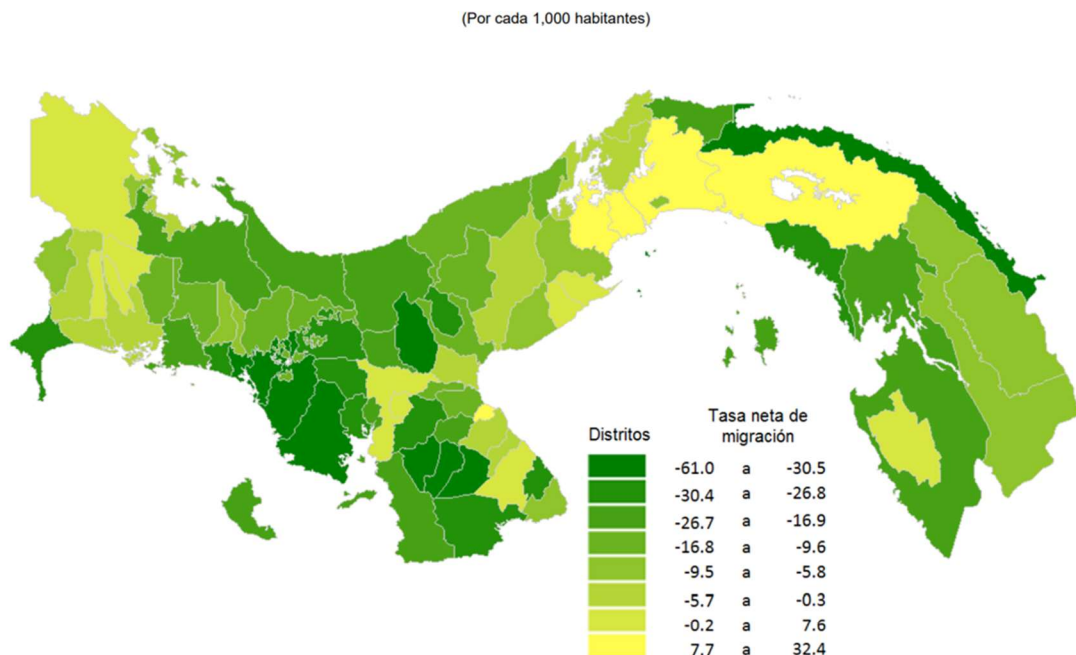 (Por cada 1,000 habitantes)
Distritos
Tasa neta de
migración
-61.0 a -30.5
-30.4 a -26.8
-26.7 a -16.9
-16.8 a -9.6
-9.5 a -5.8
-5.7 a -0.3
-0.2 a 7.6
7.7 a 32.4